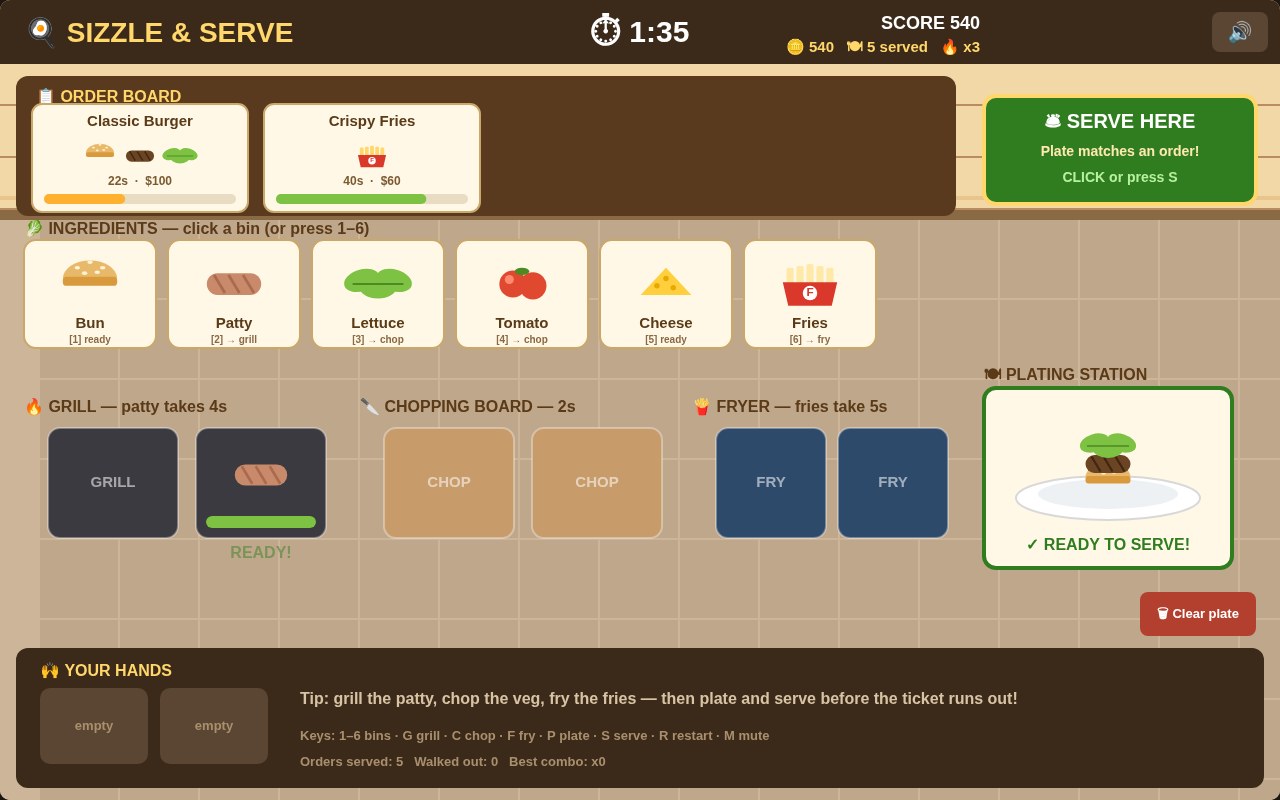 🍳 SIZZLE & SERVE
⏱ 1:35
SCORE 540
🪙 540 🍽 5 served 🔥 x3
🔊
📋 ORDER BOARD
Classic Burger
22s · $100
Crispy Fries
F
40s · $60
🛎 SERVE HERE
Plate matches an order!
CLICK or press S
🥬 INGREDIENTS — click a bin (or press 1–6)
Bun
[1] ready
Patty
[2] → grill
Lettuce
[3] → chop
Tomato
[4] → chop
Cheese
[5] ready
F
Fries
[6] → fry
🔥 GRILL — patty takes 4s
GRILL
READY!
🔪 CHOPPING BOARD — 2s
CHOP
CHOP
🍟 FRYER — fries take 5s
FRY
FRY
🍽 PLATING STATION
✓ READY TO SERVE!
🗑 Clear plate
🙌 YOUR HANDS
empty
empty
Tip: grill the patty, chop the veg, fry the fries — then plate and serve before the ticket runs out!
Keys: 1–6 bins · G grill · C chop · F fry · P plate · S serve · R restart · M mute
Orders served: 5 Walked out: 0 Best combo: x0